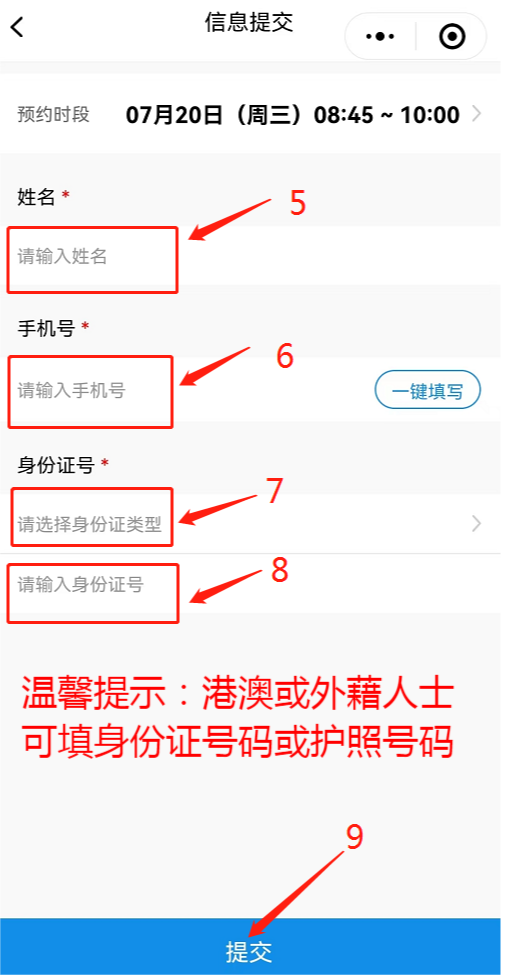 信息提交
预约时段 07月20日（周三）08:45 ~ 10:00
姓名 *
5
请输入姓名
手机号 *
6
请输入手机号 一键填写
身份证号 *
7
请选择身份证类型
8
请输入身份证号
温馨提示：港澳或外藉人士
可填身份证号码或护照号码
9
提交